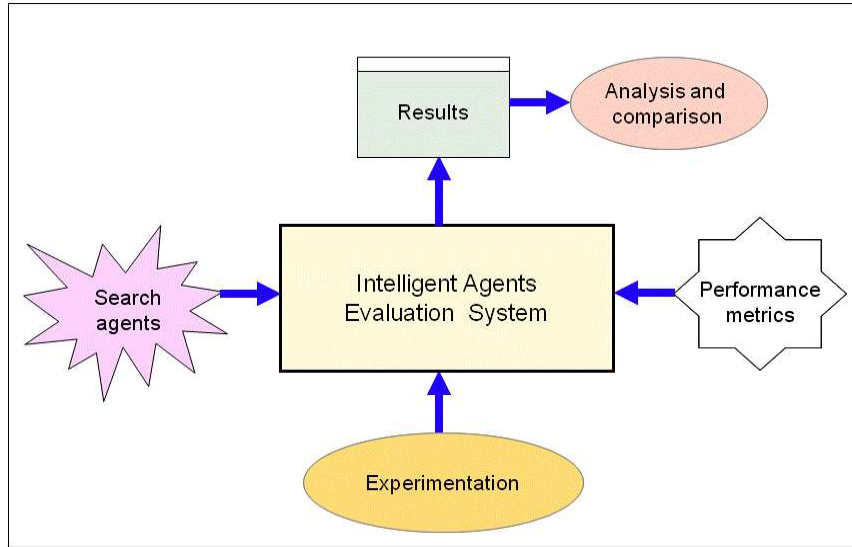 Results
Analysis and
comparison
Search
agents
Intelligent Agents
Evaluation System
Performance
metrics
Experimentation